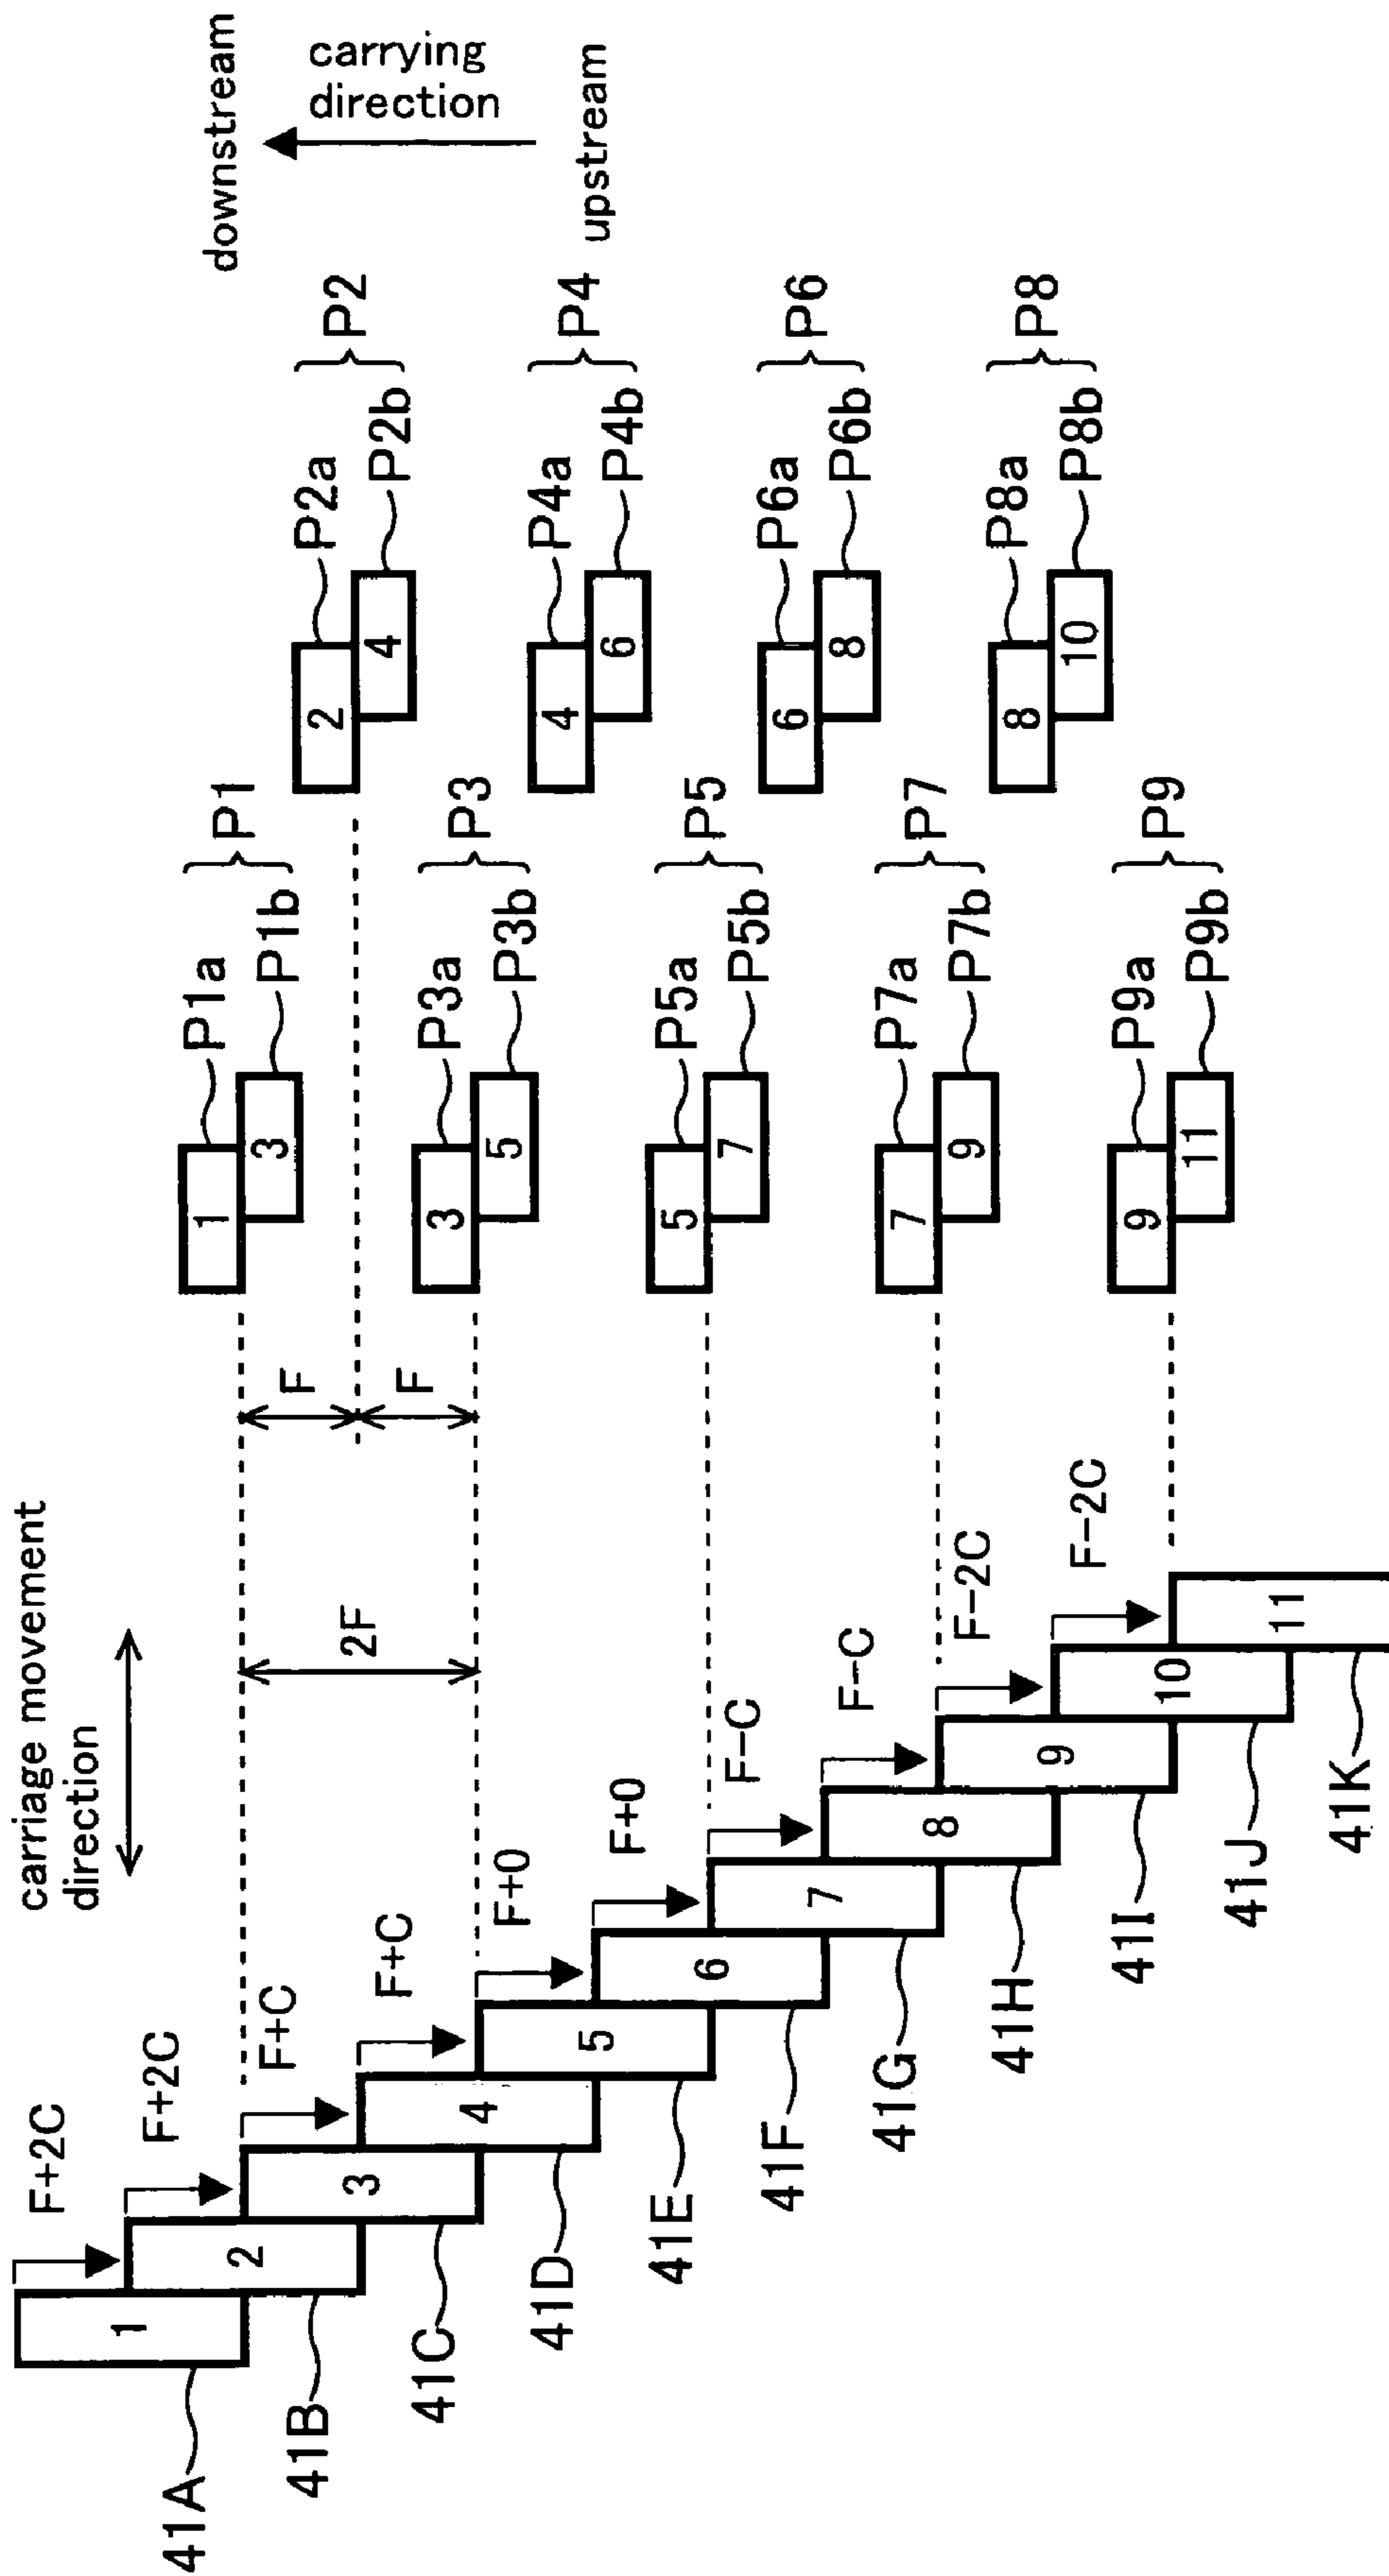 carriage movement
direction
downstream
carrying
direction
upstream
F+2C
F+2C
F+C
F+C
F+0
F+0
F-C
F-C
F-2C
F-2C
2F
F
F
1
2
3
4
5
6
7
8
9
10
11
41A
41B
41C
41D
41E
41F
41G
41H
41I
41J
41K
1
3
P1a
P1b
P1
3
5
P3a
P3b
P3
5
7
P5a
P5b
P5
7
9
P7a
P7b
P7
9
11
P9a
P9b
P9
2
4
P2a
P2b
P2
4
6
P4a
P4b
P4
6
8
P6a
P6b
P6
8
10
P8a
P8b
P8